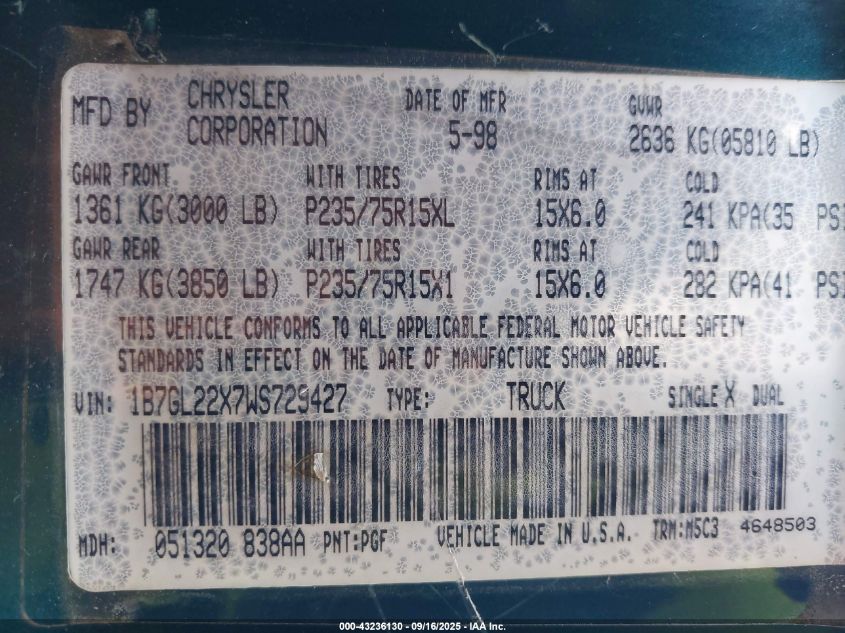 MFD BY CHRYSLER CORPORATION DATE OF MFR 5-98 GVWR 2636 KG(05810 LB)
GAWR FRONT WITH TIRES RIMS AT COLD
1361 KG(3000 LB) P235/75R15XL 15X6.0 241 KPA(35 PSI
GAWR REAR WITH TIRES RIMS AT COLD
1747 KG(3850 LB) P235/75R15X1 15X6.0 282 KPA(41 PSI
THIS VEHICLE CONFORMS TO ALL APPLICABLE FEDERAL MOTOR VEHICLE SAFETY
STANDARDS IN EFFECT ON THE DATE OF MANUFACTURE SHOWN ABOVE.
VIN: 1B7GL22X7WS729427 TYPE: TRUCK SINGLE X DUAL
MDH: 051320 838AA PNT:PGF VEHICLE MADE IN U.S.A. TRM:M5C3 4648503
000-43236130 - 09/16/2025 - IAA Inc.